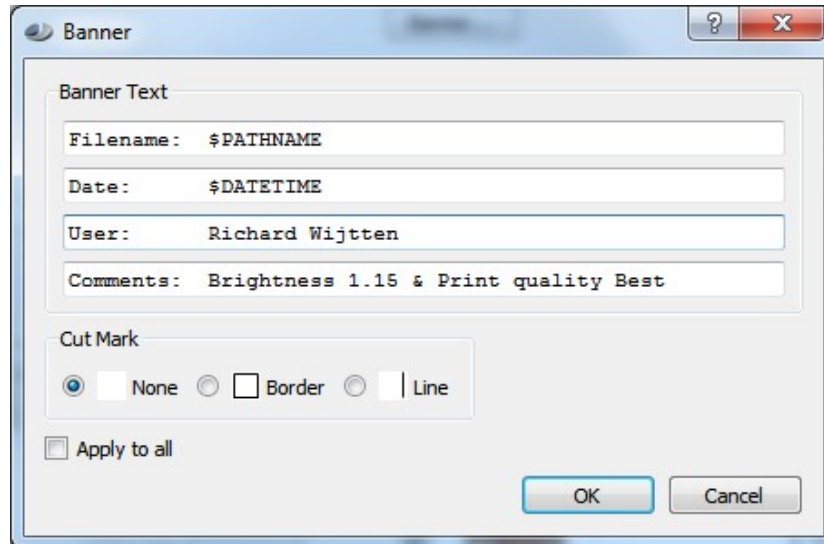 Banner
Banner Text
Filename: $PATHNAME
Date: $DATETIME
User: Richard Wijtten
Comments: Brightness 1.15 & Print quality Best
Cut Mark
None Border Line
Apply to all
OK Cancel